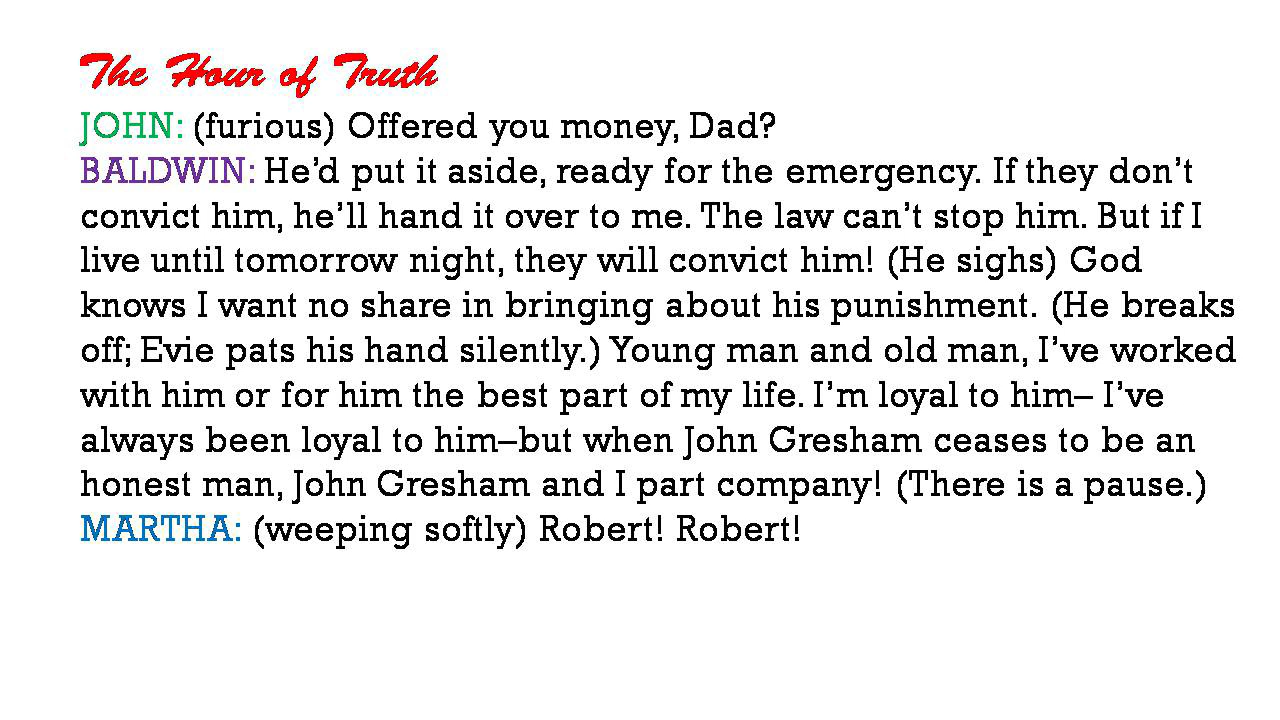 The Hour of Truth
JOHN: (furious) Offered you money, Dad?
BALDWIN: He’d put it aside, ready for the emergency. If they don’t
convict him, he’ll hand it over to me. The law can’t stop him. But if I
live until tomorrow night, they will convict him! (He sighs) God
knows I want no share in bringing about his punishment. (He breaks
off; Evie pats his hand silently.) Young man and old man, I’ve worked
with him or for him the best part of my life. I’m loyal to him– I’ve
always been loyal to him–but when John Gresham ceases to be an
honest man, John Gresham and I part company! (There is a pause.)
MARTHA: (weeping softly) Robert! Robert!